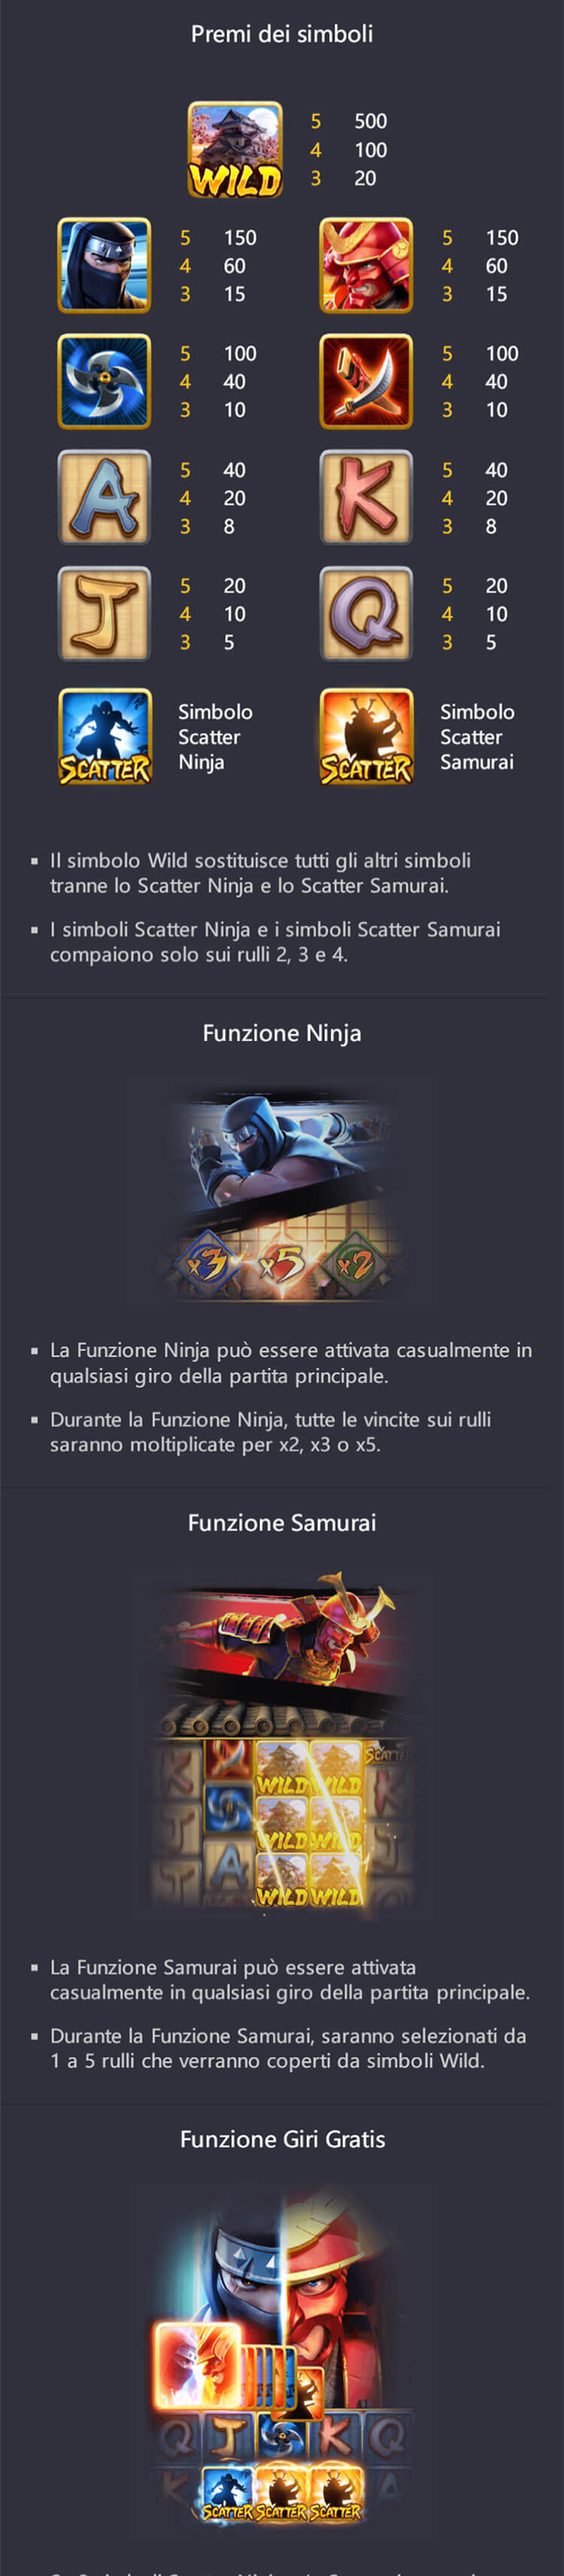 Premi dei simboli
WILD
5 500
4 100
3 20
5 150
4 60
3 15
5 150
4 60
3 15
5 100
4 40
3 10
5 100
4 40
3 10
A
5 40
4 20
3 8
K
5 40
4 20
3 8
J
5 20
4 10
3 5
Q
5 20
4 10
3 5
SCATTER
Simbolo
Scatter
Ninja
SCATTER
Simbolo
Scatter
Samurai
▪ Il simbolo Wild sostituisce tutti gli altri simboli
tranne lo Scatter Ninja e lo Scatter Samurai.
▪ I simboli Scatter Ninja e i simboli Scatter Samurai
compaiono solo sui rulli 2, 3 e 4.
Funzione Ninja
x3 x5 x2
▪ La Funzione Ninja può essere attivata casualmente in
qualsiasi giro della partita principale.
▪ Durante la Funzione Ninja, tutte le vincite sui rulli
saranno moltiplicate per x2, x3 o x5.
Funzione Samurai
K WILD WILD SCATTER
J WILD WILD K
J A WILD WILD J
▪ La Funzione Samurai può essere attivata
casualmente in qualsiasi giro della partita principale.
▪ Durante la Funzione Samurai, saranno selezionati da
1 a 5 rulli che verranno coperti da simboli Wild.
Funzione Giri Gratis
Q J K Q
K SCATTER SCATTER SCATTER A